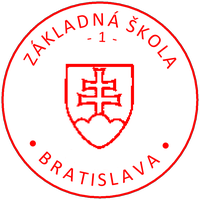 ZÁKLADNÁ ŠKOLA
- 1 -
• BRATISLAVA •